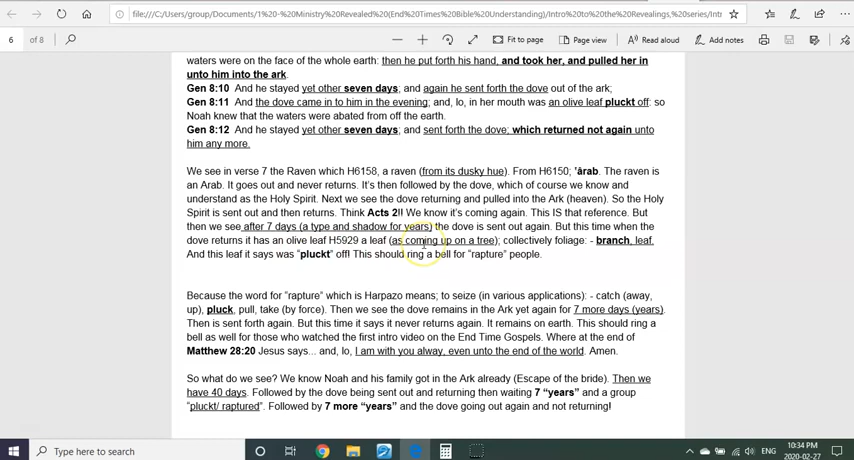 file:///C:/Users/group/Documents/1%20-%20Ministry%20Revealed%20(End%20Times%20Bible%20Understanding)/Intro%20to%20the%20Revealings,%20series/Intr
6 of 8
Fit to page
Page view
Read aloud
Add notes
waters were on the face of the whole earth: then he put forth his hand, and took her, and pulled her in
unto him into the ark.
Gen 8:10 And he stayed yet other seven days; and again he sent forth the dove out of the ark;
Gen 8:11 And the dove came in to him in the evening; and, lo, in her mouth was an olive leaf pluckt off: so
Noah knew that the waters were abated from off the earth.
Gen 8:12 And he stayed yet other seven days; and sent forth the dove; which returned not again unto
him any more.
We see in verse 7 the Raven which H6158, a raven (from its dusky hue). From H6150; 'ârab. The raven is
an Arab. It goes out and never returns. It's then followed by the dove, which of course we know and
understand as the Holy Spirit. Next we see the dove returning and pulled into the Ark (heaven). So the Holy
Spirit is sent out and then returns. Think Acts 2!! We know it's coming again. This IS that reference. But
then we see after 7 days (a type and shadow for years) the dove is sent out again. But this time when the
dove returns it has an olive leaf H5929 a leaf (as coming up on a tree); collectively foliage: - branch, leaf.
And this leaf it says was "pluckt" off! This should ring a bell for "rapture" people.
Because the word for "rapture" which is Harpazo means; to seize (in various applications): - catch (away,
up), pluck, pull, take (by force). Then we see the dove remains in the Ark yet again for 7 more days (years).
Then is sent forth again. But this time it says it never returns again. It remains on earth. This should ring a
bell as well for those who watched the first intro video on the End Time Gospels. Where at the end of
Matthew 28:20 Jesus says... and, lo, I am with you alway, even unto the end of the world. Amen.
So what do we see? We know Noah and his family got in the Ark already (Escape of the bride). Then we
have 40 days. Followed by the dove being sent out and returning then waiting 7 "years" and a group
"pluckt/ raptured". Followed by 7 more "years" and the dove going out again and not returning!
Type here to search
ENG
10:34 PM
2020-02-27